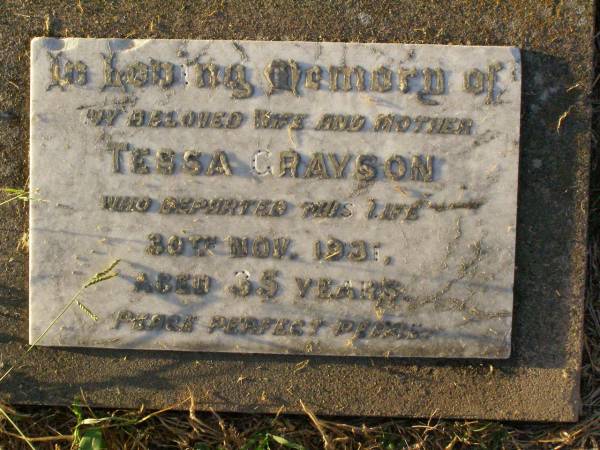 In Loving Memory of
MY BELOVED WIFE AND MOTHER
TESSA GRAYSON
WHO DEPARTED THIS LIFE
30TH NOV.
AGED 35 YEARS.
PEACE PERFECT PEACE.